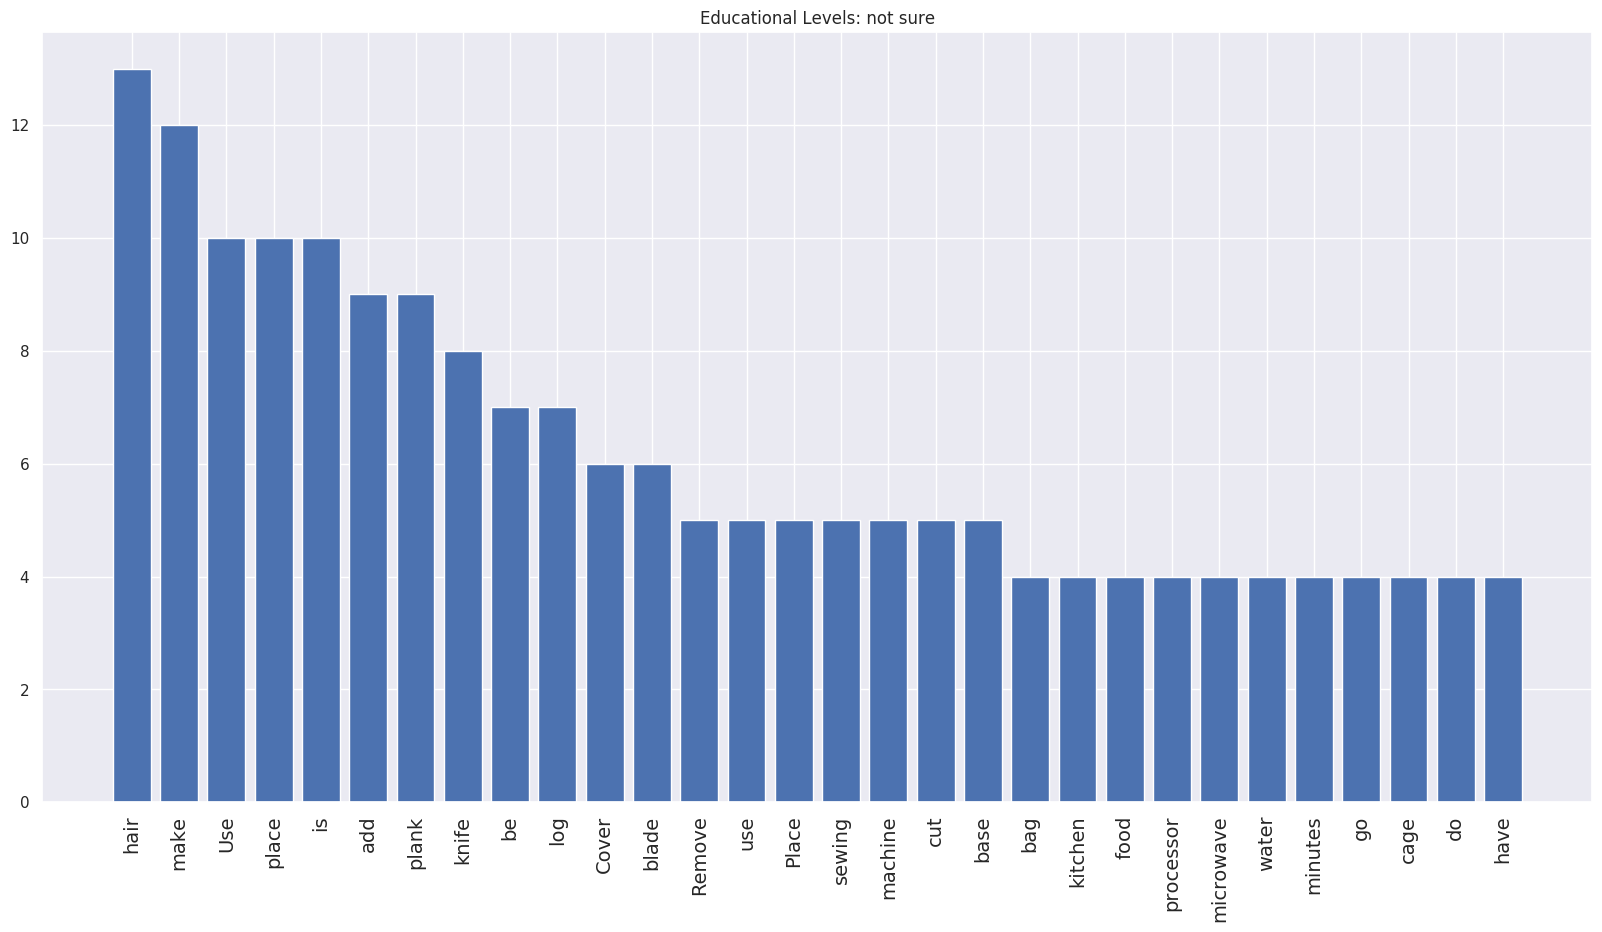 Educational Levels: not sure
12
10
8
6
4
2
0
hair
make
Use
place
is
add
plank
knife
be
log
Cover
blade
Remove
use
Place
sewing
machine
cut
base
bag
kitchen
food
processor
microwave
water
minutes
go
cage
do
have